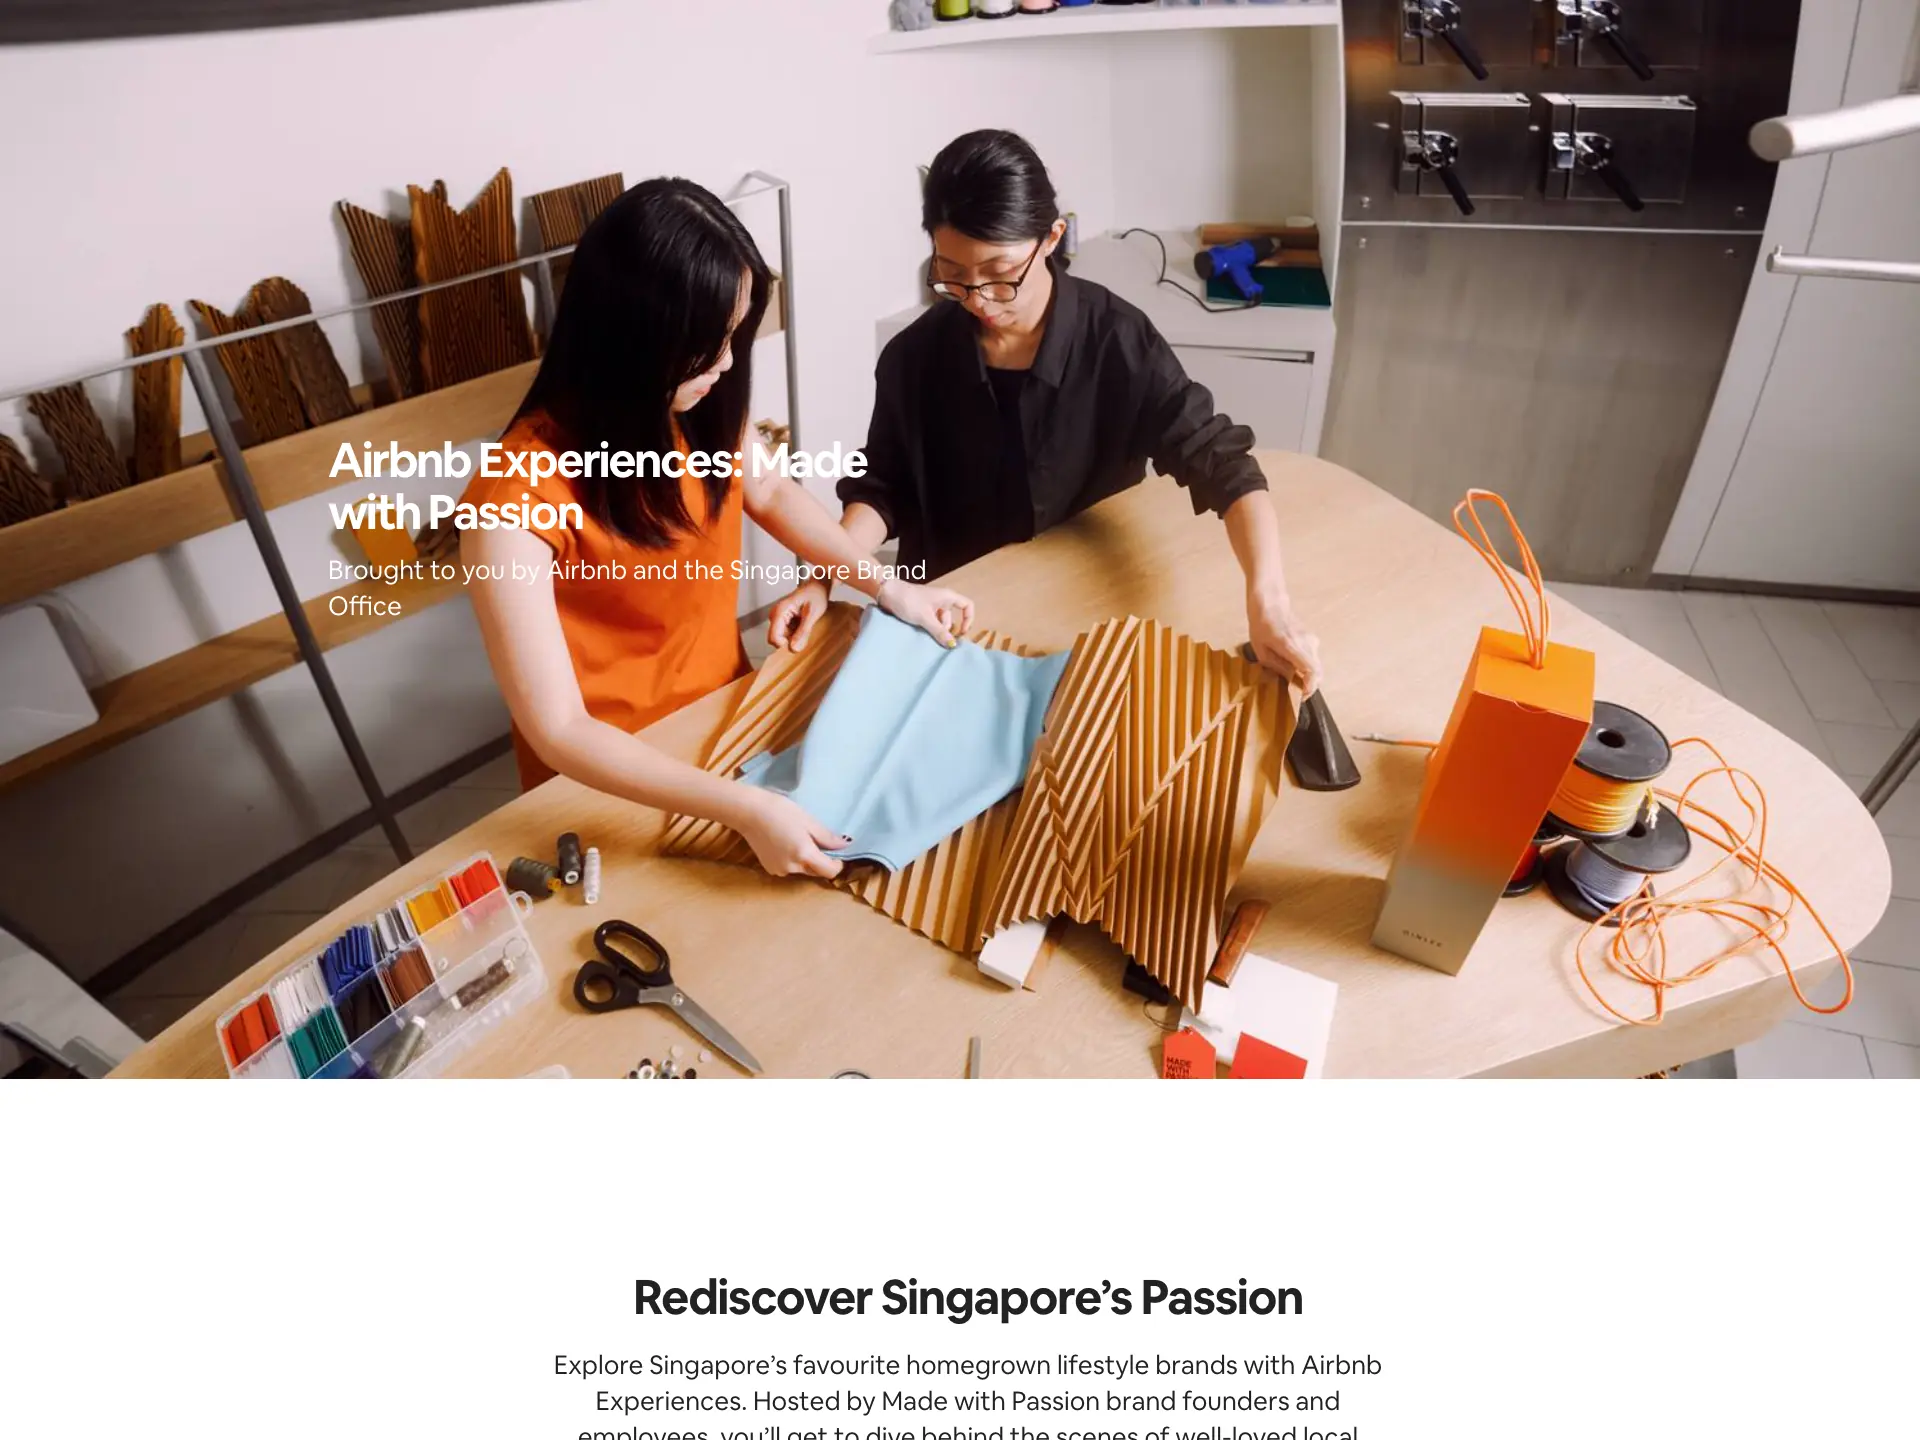 Airbnb Experiences: Made
with Passion
Brought to you by Airbnb and the Singapore Brand
Office
GINLEE
MADE
WITH
PASSION
Rediscover Singapore’s Passion
Explore Singapore’s favourite homegrown lifestyle brands with Airbnb
Experiences. Hosted by Made with Passion brand founders and
employees, you’ll get to dive behind the scenes of well-loved local